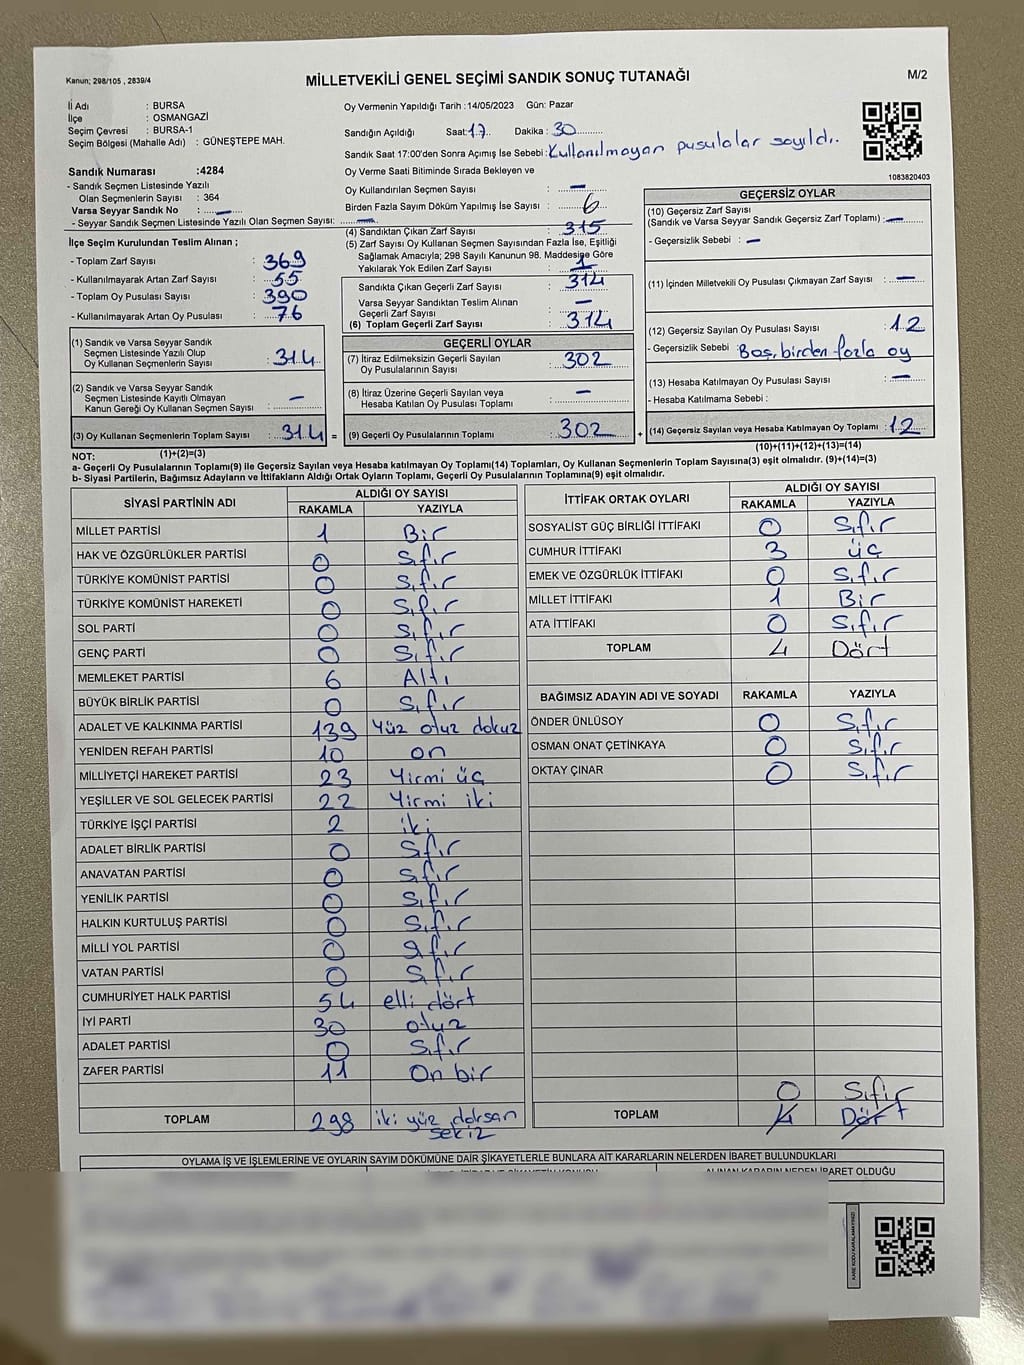 Kanun; 298/105 , 2839/4
MİLLETVEKİLİ GENEL SEÇİMİ SANDIK SONUÇ TUTANAĞI
M/2
İl Adı : BURSA
İlçe : OSMANGAZİ
Seçim Çevresi : BURSA-1
Seçim Bölgesi (Mahalle Adı) : GÜNEŞTEPE MAH.
Oy Vermenin Yapıldığı Tarih :14/05/2023 Gün: Pazar
Sandığın Açıldığı Saat:17 Dakika : 30
Sandık Saat 17:00'den Sonra Açımış İse Sebebi : Kullanılmayan pusulalar sayıldı.
1083820403
Sandık Numarası :4284
- Sandık Seçmen Listesinde Yazılı
Olan Seçmenlerin Sayısı : 364
Varsa Seyyar Sandık No : —
- Seyyar Sandık Seçmen Listesinde Yazılı Olan Seçmen Sayısı: —
Oy Verme Saati Bitiminde Sırada Bekleyen ve
Oy Kullandırılan Seçmen Sayısı : —
Birden Fazla Sayım Döküm Yapılmış İse Sayısı : 6
İlçe Seçim Kurulundan Teslim Alınan ;
- Toplam Zarf Sayısı : 369
- Kullanılmayarak Artan Zarf Sayısı : 55
- Toplam Oy Pusulası Sayısı : 390
- Kullanılmayarak Artan Oy Pusulası : 76
(1) Sandık ve Varsa Seyyar Sandık
Seçmen Listesinde Yazılı Olup
Oy Kullanan Seçmenlerin Sayısı : 314
(2) Sandık ve Varsa Seyyar Sandık
Seçmen Listesinde Kayıtlı Olmayan
Kanun Gereği Oy Kullanan Seçmen Sayısı : —
(3) Oy Kullanan Seçmenlerin Toplam Sayısı : 314 =
(1)+(2)=(3)
(4) Sandıktan Çıkan Zarf Sayısı : 315
(5) Zarf Sayısı Oy Kullanan Seçmen Sayısından Fazla İse, Eşitliği
Sağlamak Amacıyla; 298 Sayılı Kanunun 98. Maddesine Göre
Yakılarak Yok Edilen Zarf Sayısı : 1
Sandıkta Çıkan Geçerli Zarf Sayısı : 314
Varsa Seyyar Sandıktan Teslim Alınan
Geçerli Zarf Sayısı : —
(6) Toplam Geçerli Zarf Sayısı : 314
GEÇERLİ OYLAR
(7) İtiraz Edilmeksizin Geçerli Sayılan
Oy Pusulalarının Sayısı : 302
(8) İtiraz Üzerine Geçerli Sayılan veya
Hesaba Katılan Oy Pusulası Toplamı : —
(9) Geçerli Oy Pusulalarının Toplamı : 302 +
GEÇERSİZ OYLAR
(10) Geçersiz Zarf Sayısı
(Sandık ve Varsa Seyyar Sandık Geçersiz Zarf Toplamı) : —
- Geçersizlik Sebebi : —
(11) İçinden Milletvekili Oy Pusulası Çıkmayan Zarf Sayısı : —
(12) Geçersiz Sayılan Oy Pusulası Sayısı : 12
- Geçersizlik Sebebi : Boş, birden fazla oy
(13) Hesaba Katılmayan Oy Pusulası Sayısı : —
- Hesaba Katılmama Sebebi :
(14) Geçersiz Sayılan veya Hesaba Katılmayan Oy Toplamı : 12
(10)+(11)+(12)+(13)=(14)
NOT:
a- Geçerli Oy Pusulalarının Toplamı(9) ile Geçersiz Sayılan veya Hesaba katılmayan Oy Toplamı(14) Toplamları, Oy Kullanan Seçmenlerin Toplam Sayısına(3) eşit olmalıdır. (9)+(14)=(3)
b- Siyasi Partilerin, Bağımsız Adayların ve İttifakların Aldığı Ortak Oyların Toplamı, Geçerli Oy Pusulalarının Toplamına(9) eşit olmalıdır.
SİYASİ PARTİNİN ADI ALDIĞI OY SAYISI
RAKAMLA YAZIYLA
MİLLET PARTİSİ 1 Bir
HAK VE ÖZGÜRLÜKLER PARTİSİ 0 Sıfır
TÜRKİYE KOMÜNİST PARTİSİ 0 Sıfır
TÜRKİYE KOMÜNİST HAREKETİ 0 Sıfır
SOL PARTİ 0 Sıfır
GENÇ PARTİ 0 Sıfır
MEMLEKET PARTİSİ 6 Altı
BÜYÜK BİRLİK PARTİSİ 0 Sıfır
ADALET VE KALKINMA PARTİSİ 139 Yüz otuz dokuz
YENİDEN REFAH PARTİSİ 10 on
MİLLİYETÇİ HAREKET PARTİSİ 23 Yirmi üç
YEŞİLLER VE SOL GELECEK PARTİSİ 22 Yirmi iki
TÜRKİYE İŞÇİ PARTİSİ 2 iki
ADALET BİRLİK PARTİSİ 0 Sıfır
ANAVATAN PARTİSİ 0 Sıfır
YENİLİK PARTİSİ 0 Sıfır
HALKIN KURTULUŞ PARTİSİ 0 Sıfır
MİLLİ YOL PARTİSİ 0 Sıfır
VATAN PARTİSİ 0 Sıfır
CUMHURİYET HALK PARTİSİ 54 elli dört
İYİ PARTİ 30 otuz
ADALET PARTİSİ 0 Sıfır
ZAFER PARTİSİ 11 On bir
TOPLAM 298 iki yüz doksan
sekiz
İTTİFAK ORTAK OYLARI ALDIĞI OY SAYISI
RAKAMLA YAZIYLA
SOSYALİST GÜÇ BİRLİĞİ İTTİFAKI 0 Sıfır
CUMHUR İTTİFAKI 3 üç
EMEK VE ÖZGÜRLÜK İTTİFAKI 0 Sıfır
MİLLET İTTİFAKI 1 Bir
ATA İTTİFAKI 0 Sıfır
TOPLAM 4 Dört
BAĞIMSIZ ADAYIN ADI VE SOYADI RAKAMLA YAZIYLA
ÖNDER ÜNLÜSOY 0 Sıfır
OSMAN ONAT ÇETİNKAYA 0 Sıfır
OKTAY ÇINAR 0 Sıfır
0 Sıfır
TOPLAM 4 Dört
OYLAMA İŞ VE İŞLEMLERİNE VE OYLARIN SAYIM DÖKÜMÜNE DAİR ŞİKAYETLERLE BUNLARA AİT KARARLARIN NELERDEN İBARET BULUNDUKLARI
ALINAN KARARIN NEDEN İBARET OLDUĞU
KARE KODU KARALAMAYINIZ!